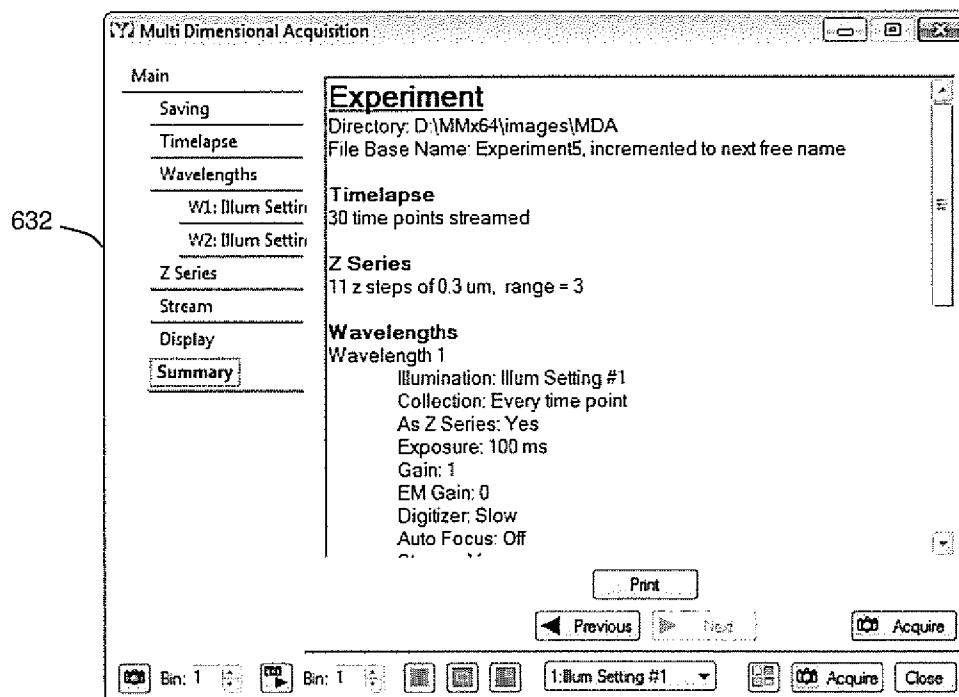 Multi Dimensional Acquisition
Main
Saving
Timelapse
Wavelengths
W1: Illum Settin
W2: Illum Settin
Z Series
Stream
Display
Summary
632
Experiment
Directory: D:\MMx64\images\MDA
File Base Name: Experiment5, incremented to next free name
Timelapse
30 time points streamed
Z Series
11 z steps of 0.3 um, range = 3
Wavelengths
Wavelength 1
Illumination: Illum Setting #1
Collection: Every time point
As Z Series: Yes
Exposure: 100 ms
Gain: 1
EM Gain: 0
Digitizer: Slow
Auto Focus: Off
Print
Previous
Next
Acquire
Bin: 1
Bin: 1
1:Illum Setting #1
Acquire
Close